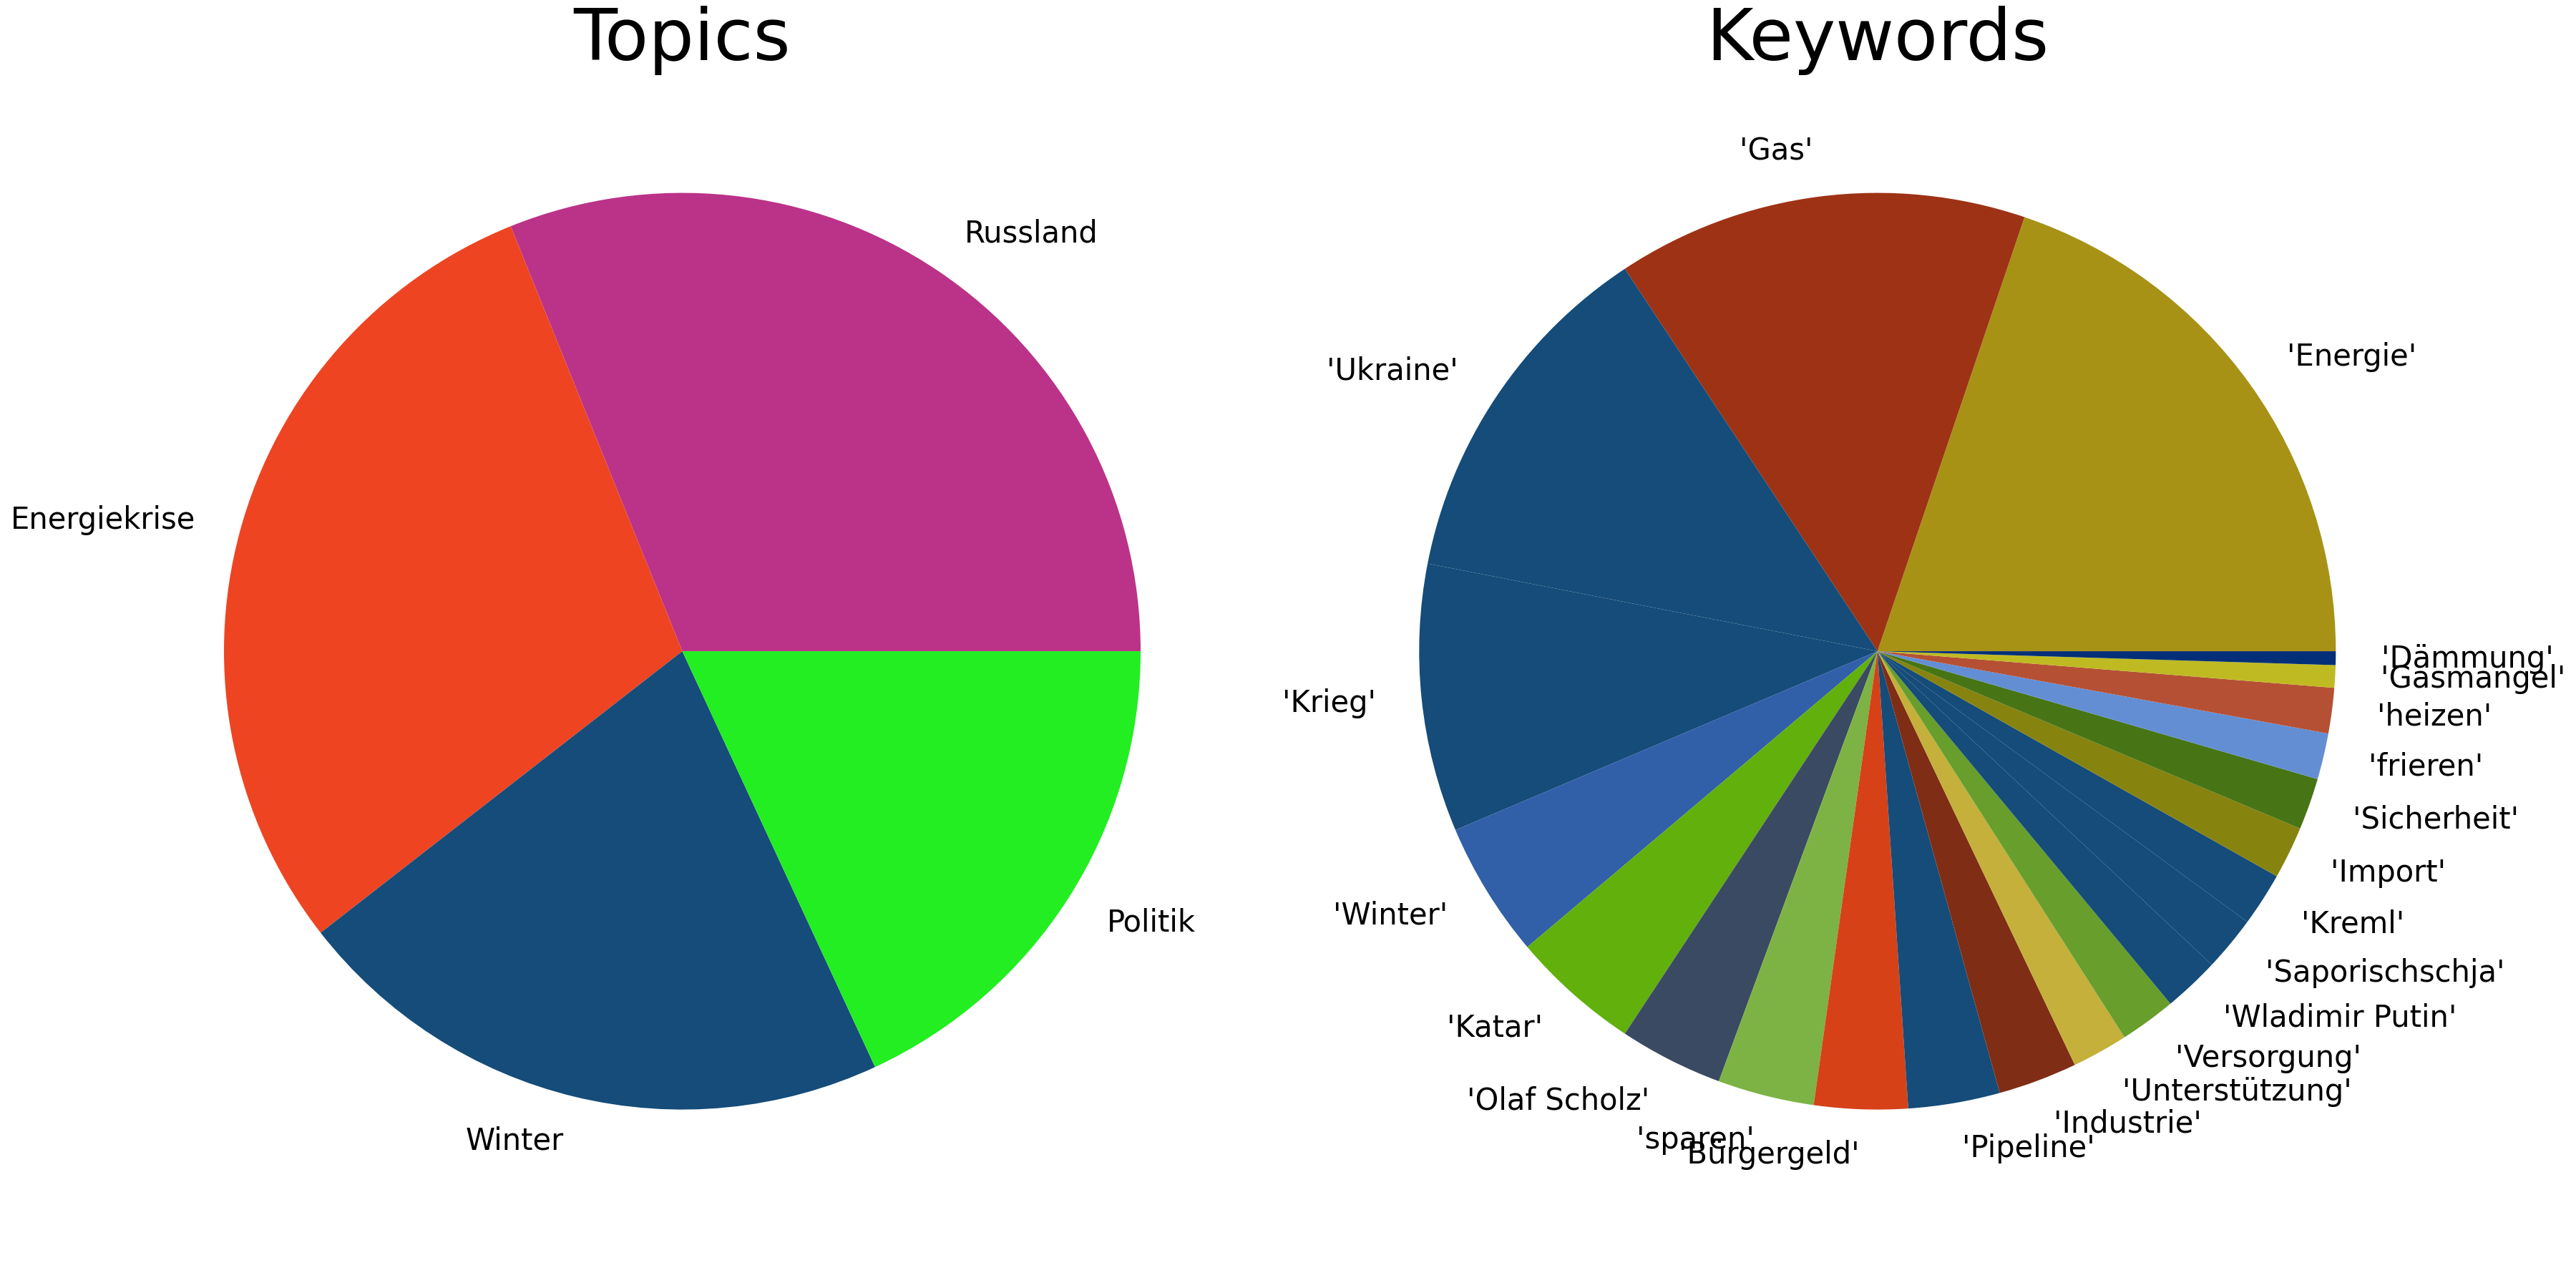 Topics
Russland
Energiekrise
Winter
Politik
Keywords
'Energie'
'Gas'
'Ukraine'
'Krieg'
'Winter'
'Katar'
'Olaf Scholz'
'sparen'
'Bürgergeld'
'Pipeline'
'Industrie'
'Unterstützung'
'Versorgung'
'Wladimir Putin'
'Saporischschja'
'Kreml'
'Import'
'Sicherheit'
'frieren'
'heizen'
'Gasmangel'
'Dämmung'